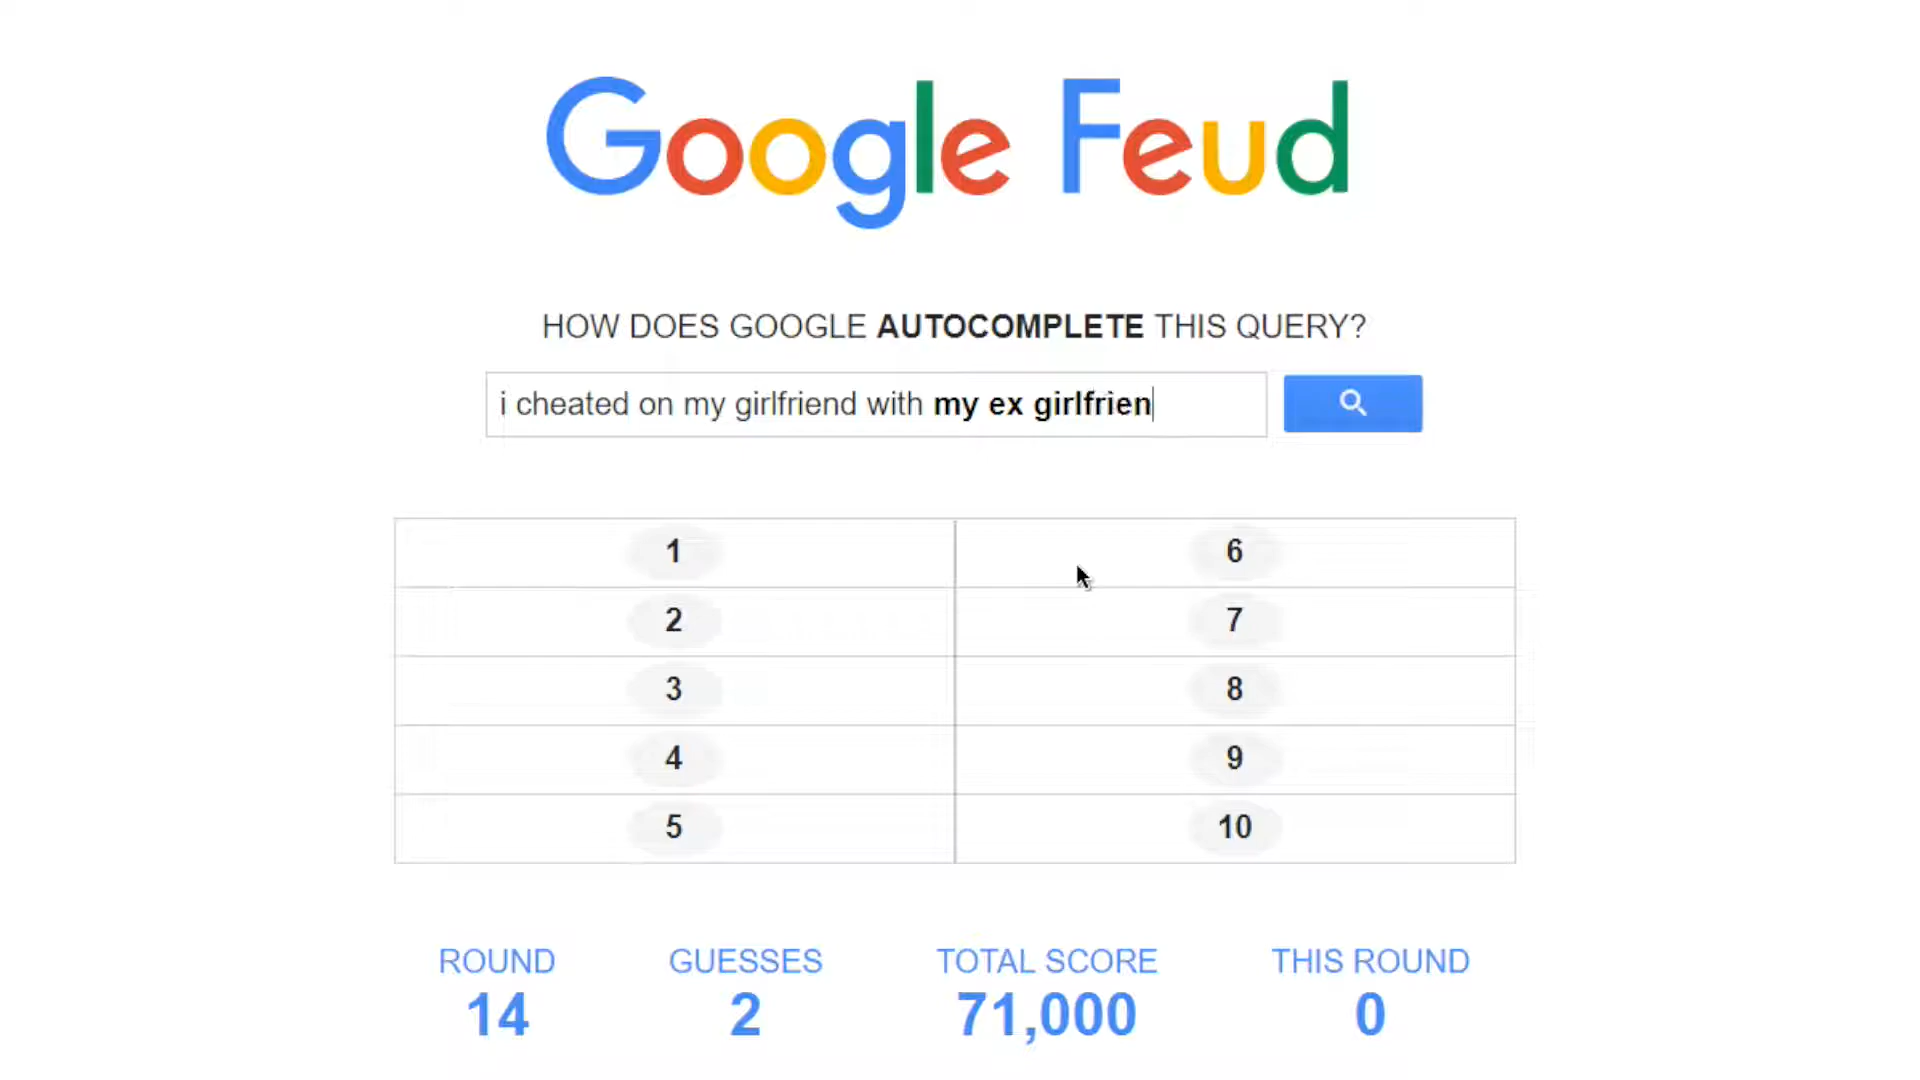 Google Feud
HOW DOES GOOGLE AUTOCOMPLETE THIS QUERY?
i cheated on my girlfriend with my ex girlfrien
1
6
2
7
3
8
4
9
5
10
ROUND GUESSES TOTAL SCORE THIS ROUND
14 2 71,000 0